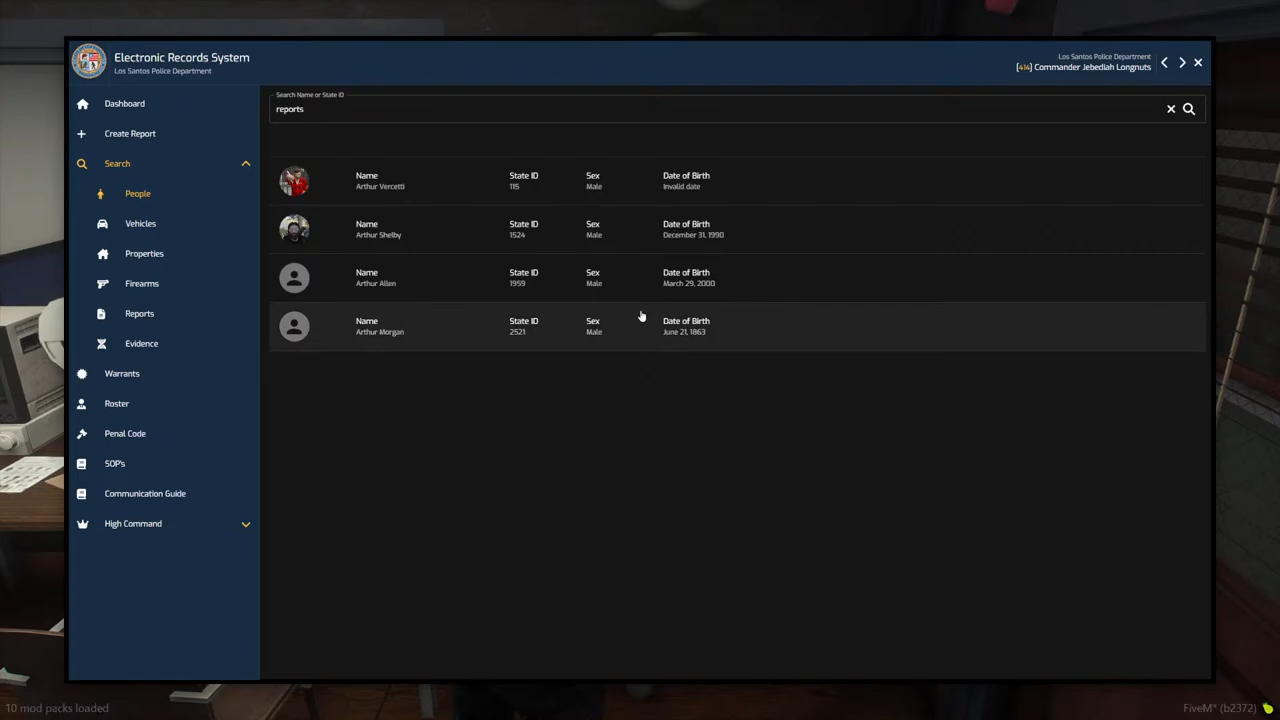 Electronic Records System
Los Santos Police Department
Los Santos Police Department
[414] Commander Jebediah Longnuts
Dashboard
Create Report
Search
People
Vehicles
Properties
Firearms
Reports
Evidence
Warrants
Roster
Penal Code
SOP's
Communication Guide
High Command
Search Name or State ID
reports
Name State ID Sex Date of Birth
Arthur Vercetti 115 Male Invalid date
Name State ID Sex Date of Birth
Arthur Shelby 1524 Male December 31, 1990
Name State ID Sex Date of Birth
Arthur Allen 1959 Male March 29, 2000
Name State ID Sex Date of Birth
Arthur Morgan 2521 Male June 21, 1863
10 mod packs loaded
FiveM* (b2372)